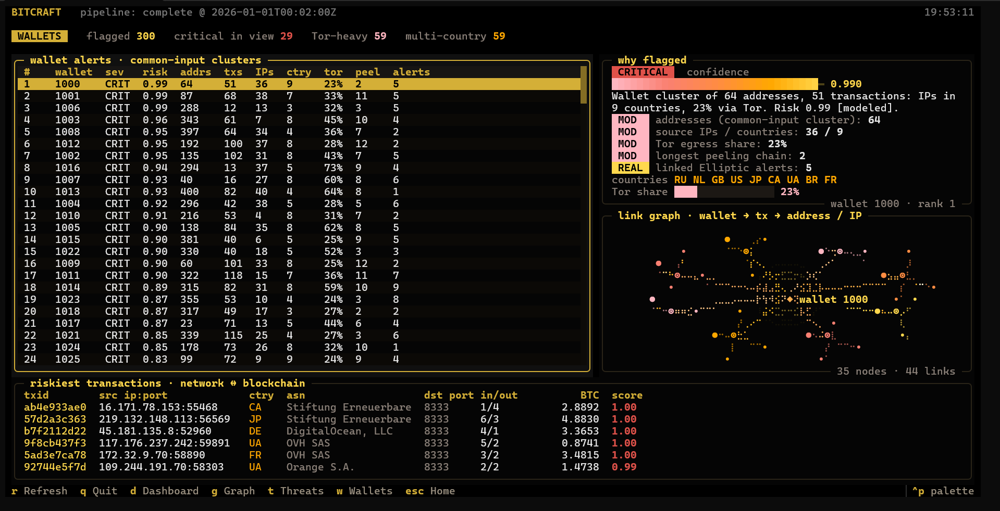 BITCRAFT pipeline: complete @ 2026-01-01T00:02:00Z 19:53:11
WALLETS flagged 300 critical in view 29 Tor-heavy 59 multi-country 59
wallet alerts · common-input clusters
# wallet sev risk addrs txs IPs ctry tor peel alerts
1 1000 CRIT 0.99 64 51 36 9 23% 2 5
2 1001 CRIT 0.99 87 68 38 7 33% 11 5
3 1006 CRIT 0.99 288 12 13 3 32% 3 5
4 1003 CRIT 0.96 343 61 7 8 45% 10 4
5 1008 CRIT 0.95 397 64 34 4 36% 7 2
6 1012 CRIT 0.95 192 100 37 8 28% 12 2
7 1002 CRIT 0.95 135 102 31 8 43% 7 5
8 1016 CRIT 0.94 294 13 37 5 73% 9 4
9 1007 CRIT 0.93 40 16 27 8 60% 8 6
10 1013 CRIT 0.93 400 82 40 4 64% 8 1
11 1004 CRIT 0.92 296 42 38 5 28% 5 6
12 1010 CRIT 0.91 216 53 4 8 31% 7 2
13 1005 CRIT 0.90 138 84 35 8 62% 8 5
14 1015 CRIT 0.90 381 40 6 5 25% 9 5
15 1022 CRIT 0.90 330 40 18 5 52% 3 3
16 1009 CRIT 0.90 60 101 33 8 25% 12 2
17 1011 CRIT 0.90 322 118 15 7 36% 11 7
18 1014 CRIT 0.89 315 82 31 8 59% 10 9
19 1023 CRIT 0.87 355 53 10 4 24% 3 8
20 1018 CRIT 0.87 317 49 17 3 27% 2 2
21 1017 CRIT 0.87 23 71 13 5 44% 6 4
22 1021 CRIT 0.85 339 115 25 4 27% 3 6
23 1024 CRIT 0.85 178 73 26 8 32% 10 1
24 1025 CRIT 0.83 99 72 9 9 24% 9 4
why flagged
CRITICAL confidence
0.990
Wallet cluster of 64 addresses, 51 transactions: IPs in
9 countries, 23% via Tor. Risk 0.99 [modeled].
MOD addresses (common-input cluster): 64
MOD source IPs / countries: 36 / 9
MOD Tor egress share: 23%
MOD longest peeling chain: 2
REAL linked Elliptic alerts: 5
countries RU NL GB US JP CA UA BR FR
Tor share 23%
wallet 1000 · rank 1
link graph · wallet → tx → address / IP
wallet 1000
35 nodes · 44 links
riskiest transactions · network ↔ blockchain
txid src ip:port ctry asn dst port in/out BTC score
ab4e933ae0 16.171.78.153:55468 CA Stiftung Erneuerbare 8333 1/4 2.8892 1.00
57d2a3c363 219.132.148.113:56569 JP Stiftung Erneuerbare 8333 6/3 4.8830 1.00
b7f2112d22 45.181.135.8:52960 DE DigitalOcean, LLC 8333 4/1 3.3653 1.00
9f8cb437f3 117.176.237.242:59891 UA OVH SAS 8333 5/2 0.8741 1.00
5ad3e7ca78 172.32.9.70:58890 FR OVH SAS 8333 3/2 3.4815 1.00
92744e5f7d 109.244.191.70:58303 UA Orange S.A. 8333 2/2 1.4738 0.99
r Refresh q Quit d Dashboard g Graph t Threats w Wallets esc Home ^p palette